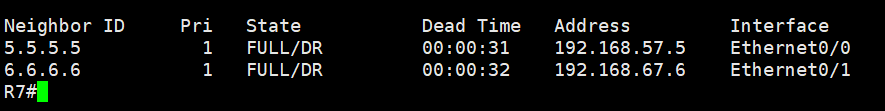 Neighbor ID     Pri   State           Dead Time   Address         Interface
5.5.5.5           1   FULL/DR         00:00:31    192.168.57.5    Ethernet0/0
6.6.6.6           1   FULL/DR         00:00:32    192.168.67.6    Ethernet0/1
R7#